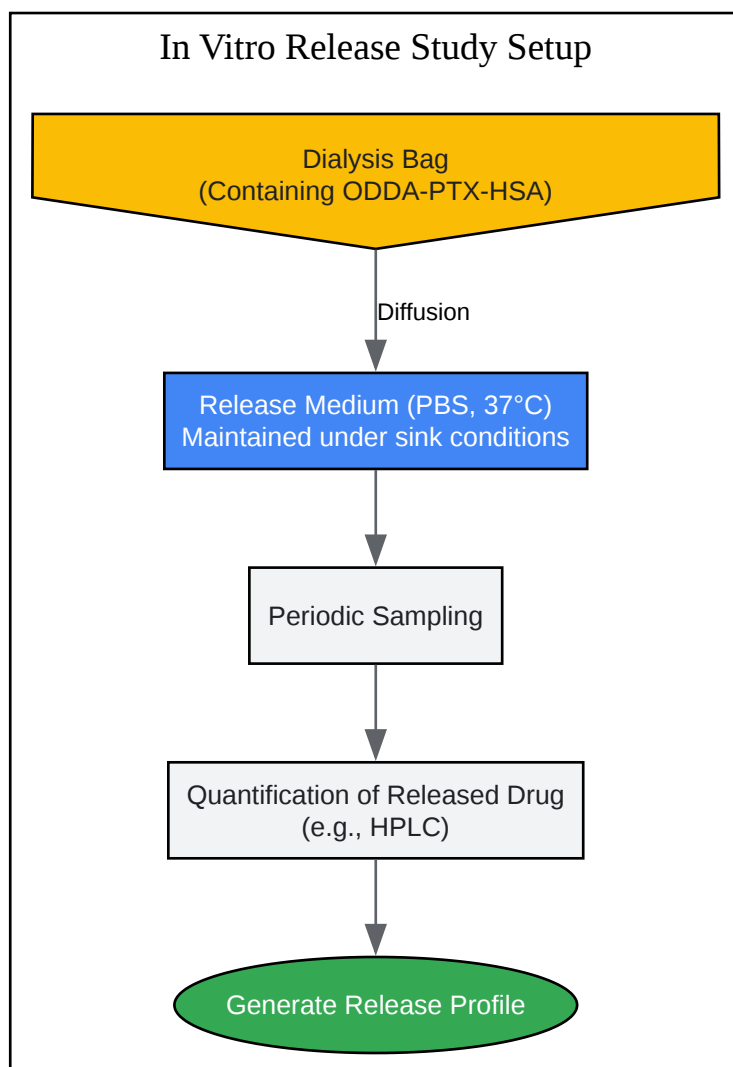 In Vitro Release Study Setup
Dialysis Bag
(Containing ODDA-PTX-HSA)
Diffusion
Release Medium (PBS, 37°C)
Maintained under sink conditions
Periodic Sampling
Quantification of Released Drug
(e.g., HPLC)
Generate Release Profile